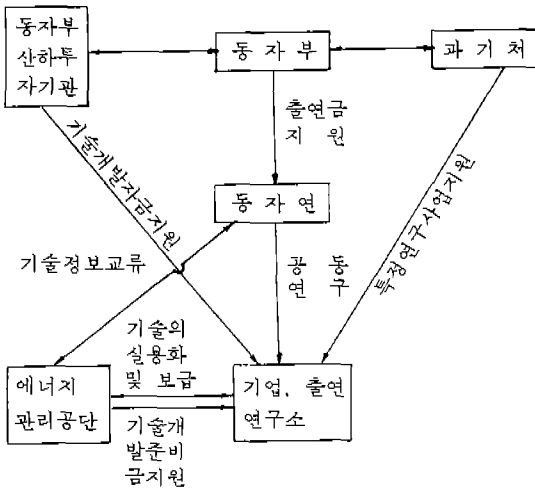 동자부
산하투
자기관
동 자 부
과 기 처
출연금
지 원
기술개발자금지원
특정연구사업지원
동 자 연
기술정보교류
공 동
연 구
기술의
실용화
및 보급
에너지
관리공단
기업, 출연
연구소
기술개
발준비
금지원